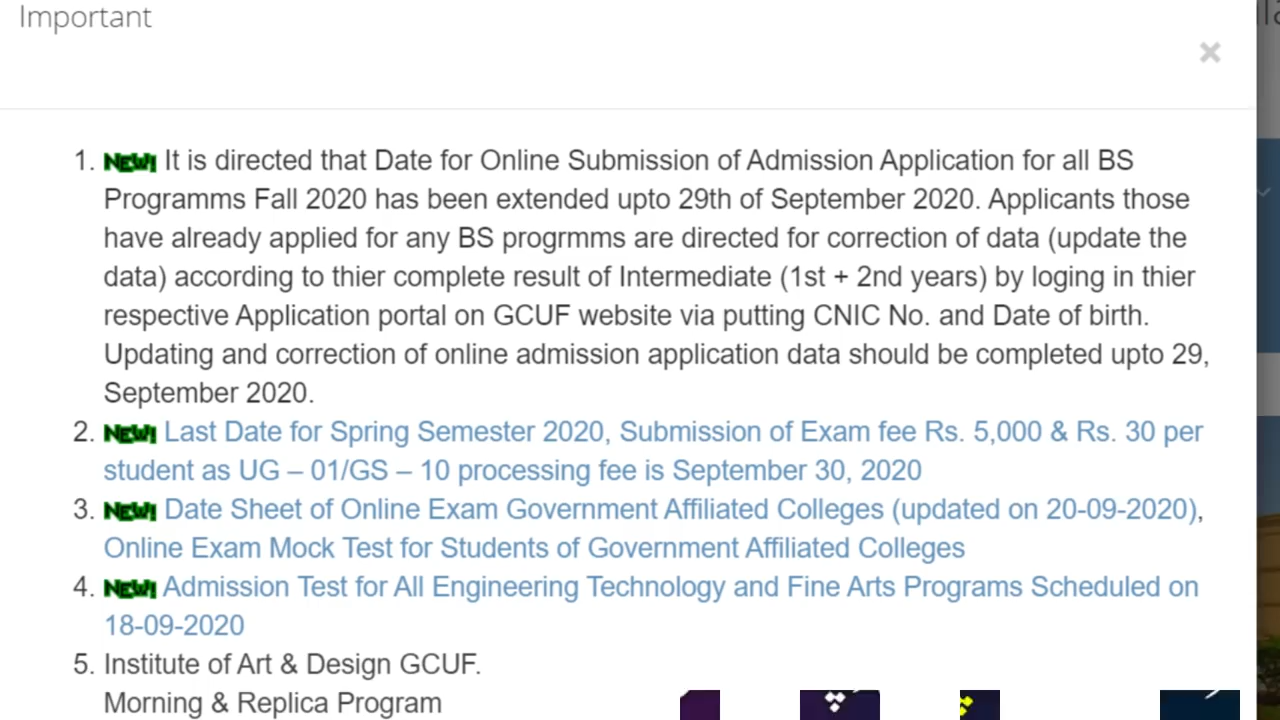 Important
×
1. NEW! It is directed that Date for Online Submission of Admission Application for all BS
Programms Fall 2020 has been extended upto 29th of September 2020. Applicants those
have already applied for any BS progrmms are directed for correction of data (update the
data) according to thier complete result of Intermediate (1st + 2nd years) by loging in thier
respective Application portal on GCUF website via putting CNIC No. and Date of birth.
Updating and correction of online admission application data should be completed upto 29,
September 2020.
2. NEW! Last Date for Spring Semester 2020, Submission of Exam fee Rs. 5,000 & Rs. 30 per
student as UG – 01/GS – 10 processing fee is September 30, 2020
3. NEW! Date Sheet of Online Exam Government Affiliated Colleges (updated on 20-09-2020),
Online Exam Mock Test for Students of Government Affiliated Colleges
4. NEW! Admission Test for All Engineering Technology and Fine Arts Programs Scheduled on
18-09-2020
5. Institute of Art & Design GCUF.
Morning & Replica Program